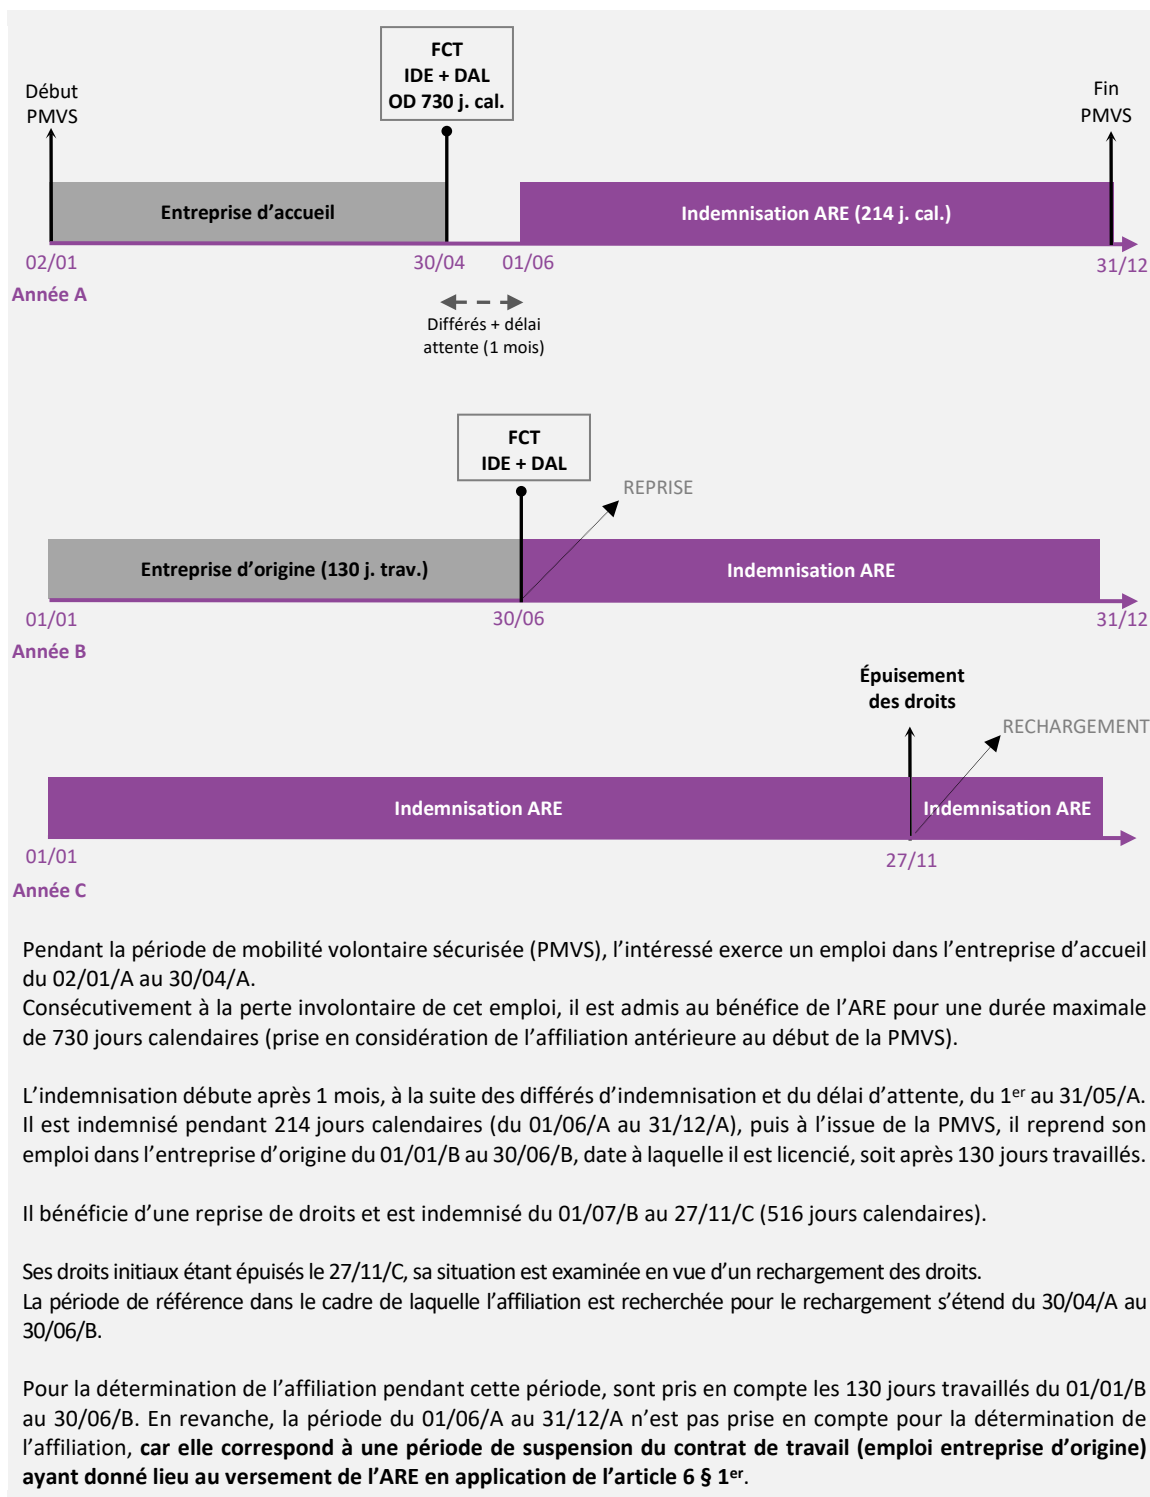 FCT
IDE + DAL
OD 730 j. cal.
Début
PMVS
Fin
PMVS
Entreprise d'accueil
Indemnisation ARE (214 j. cal.)
02/01
30/04
01/06
31/12
Année A
Différés + délai
attente (1 mois)
FCT
IDE + DAL
REPRISE
Entreprise d'origine (130 j. trav.)
Indemnisation ARE
01/01
30/06
31/12
Année B
Épuisement
des droits
RECHARGEMENT
Indemnisation ARE
Indemnisation ARE
01/01
27/11
Année C
Pendant la période de mobilité volontaire sécurisée (PMVS), l'intéressé exerce un emploi dans l'entreprise d'accueil
du 02/01/A au 30/04/A.
Consécutivement à la perte involontaire de cet emploi, il est admis au bénéfice de l'ARE pour une durée maximale
de 730 jours calendaires (prise en considération de l'affiliation antérieure au début de la PMVS).
L'indemnisation débute après 1 mois, à la suite des différés d'indemnisation et du délai d'attente, du 1er au 31/05/A.
Il est indemnisé pendant 214 jours calendaires (du 01/06/A au 31/12/A), puis à l'issue de la PMVS, il reprend son
emploi dans l'entreprise d'origine du 01/01/B au 30/06/B, date à laquelle il est licencié, soit après 130 jours travaillés.
Il bénéficie d'une reprise de droits et est indemnisé du 01/07/B au 27/11/C (516 jours calendaires).
Ses droits initiaux étant épuisés le 27/11/C, sa situation est examinée en vue d'un rechargement des droits.
La période de référence dans le cadre de laquelle l'affiliation est recherchée pour le rechargement s'étend du 30/04/A au
30/06/B.
Pour la détermination de l'affiliation pendant cette période, sont pris en compte les 130 jours travaillés du 01/01/B
au 30/06/B. En revanche, la période du 01/06/A au 31/12/A n'est pas prise en compte pour la détermination de
l'affiliation, car elle correspond à une période de suspension du contrat de travail (emploi entreprise d'origine)
ayant donné lieu au versement de l'ARE en application de l'article 6 § 1er.